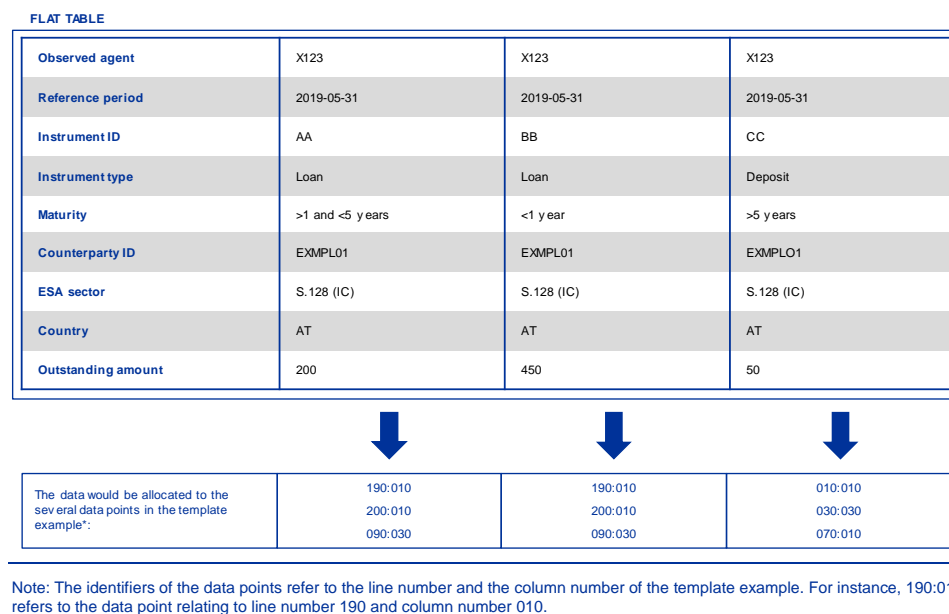 FLAT TABLE
Observed agent X123 X123 X123
Reference period 2019-05-31 2019-05-31 2019-05-31
Instrument ID AA BB CC
Instrument type Loan Loan Deposit
Maturity >1 and <5 years <1 year >5 years
Counterparty ID EXMPL01 EXMPL01 EXMPLO1
ESA sector S.128 (IC) S.128 (IC) S.128 (IC)
Country AT AT AT
Outstanding amount 200 450 50
The data would be allocated to the
several data points in the template
example*:
190:010 190:010 010:010
200:010 200:010 030:030
090:030 090:030 070:010
Note: The identifiers of the data points refer to the line number and the column number of the template example. For instance,
refers to the data point relating to line number 190 and column number 010.